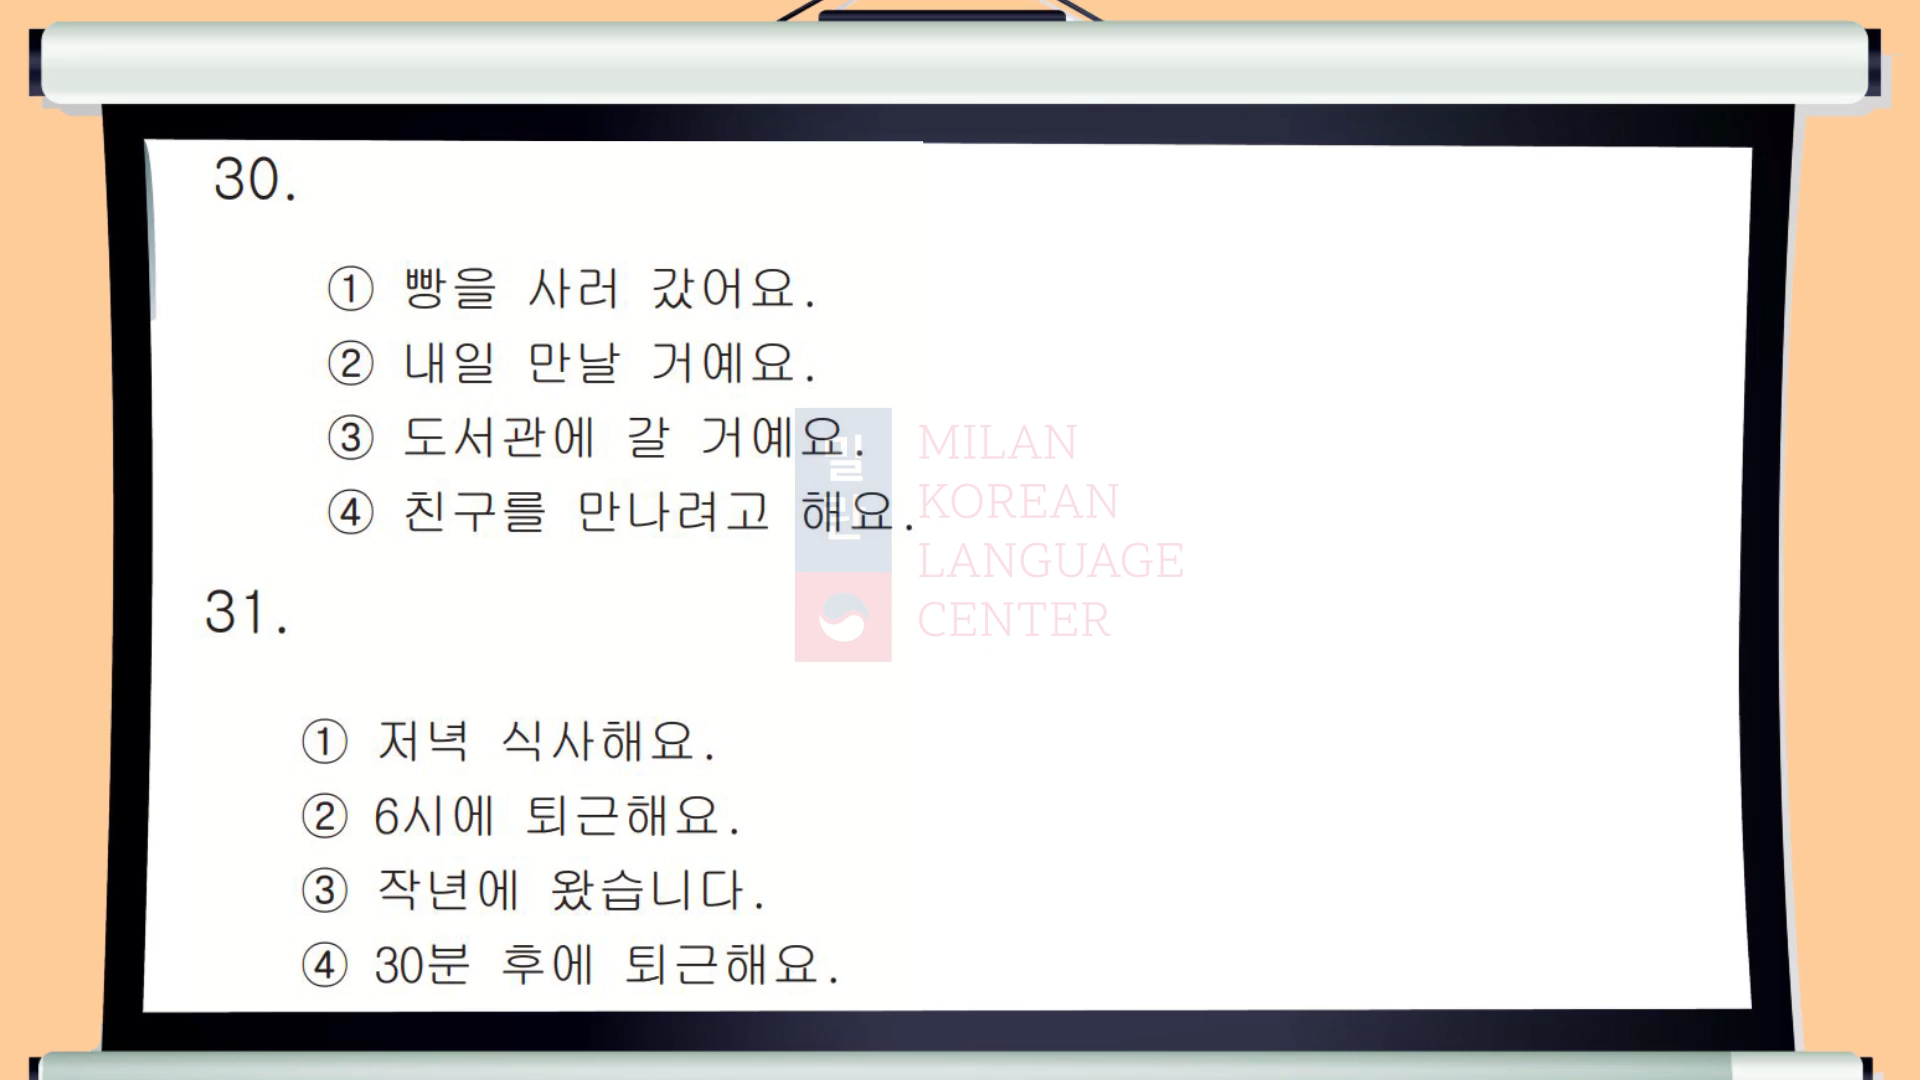 30.
① 빵을 사러 갔어요.
② 내일 만날 거예요.
③ 도서관에 갈 거예요.
④ 친구를 만나려고 해요.
밀란
MILAN
KOREAN
LANGUAGE
CENTER
31.
① 저녁 식사해요.
② 6시에 퇴근해요.
③ 작년에 왔습니다.
④ 30분 후에 퇴근해요.